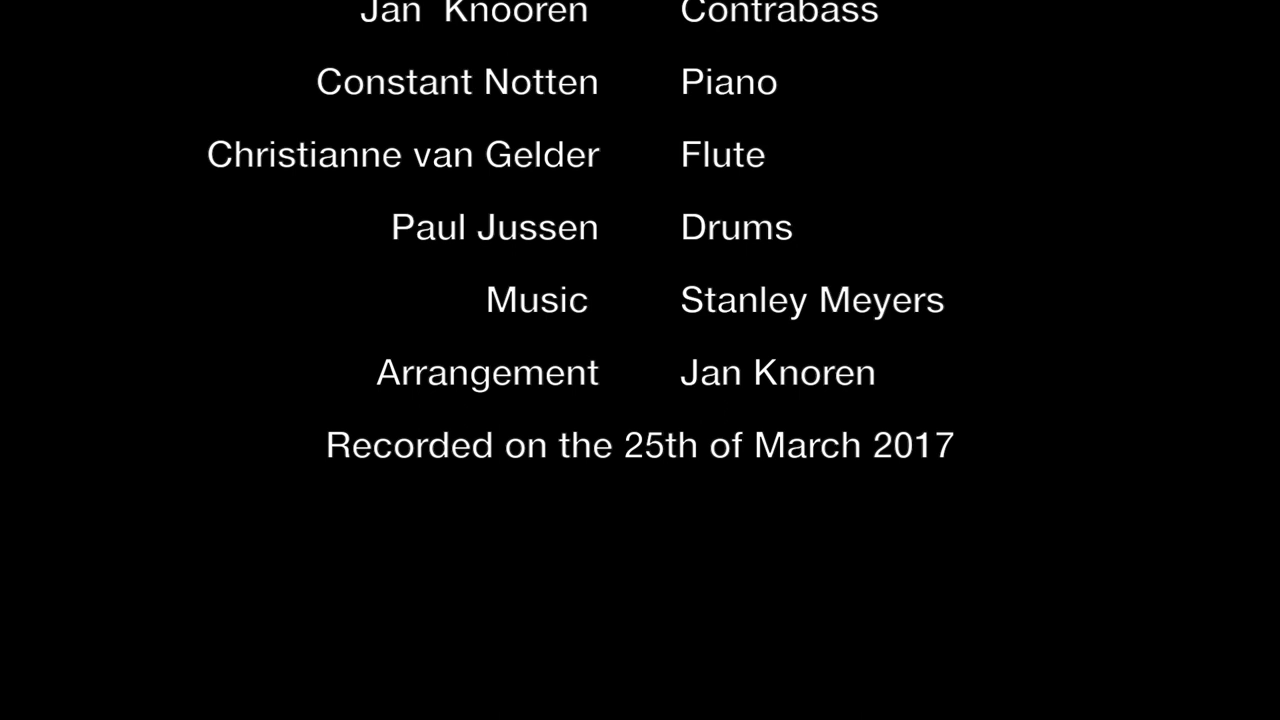 Jan Knooren Contrabass
Constant Notten Piano
Christianne van Gelder Flute
Paul Jussen Drums
Music Stanley Meyers
Arrangement Jan Knoren
Recorded on the 25th of March 2017